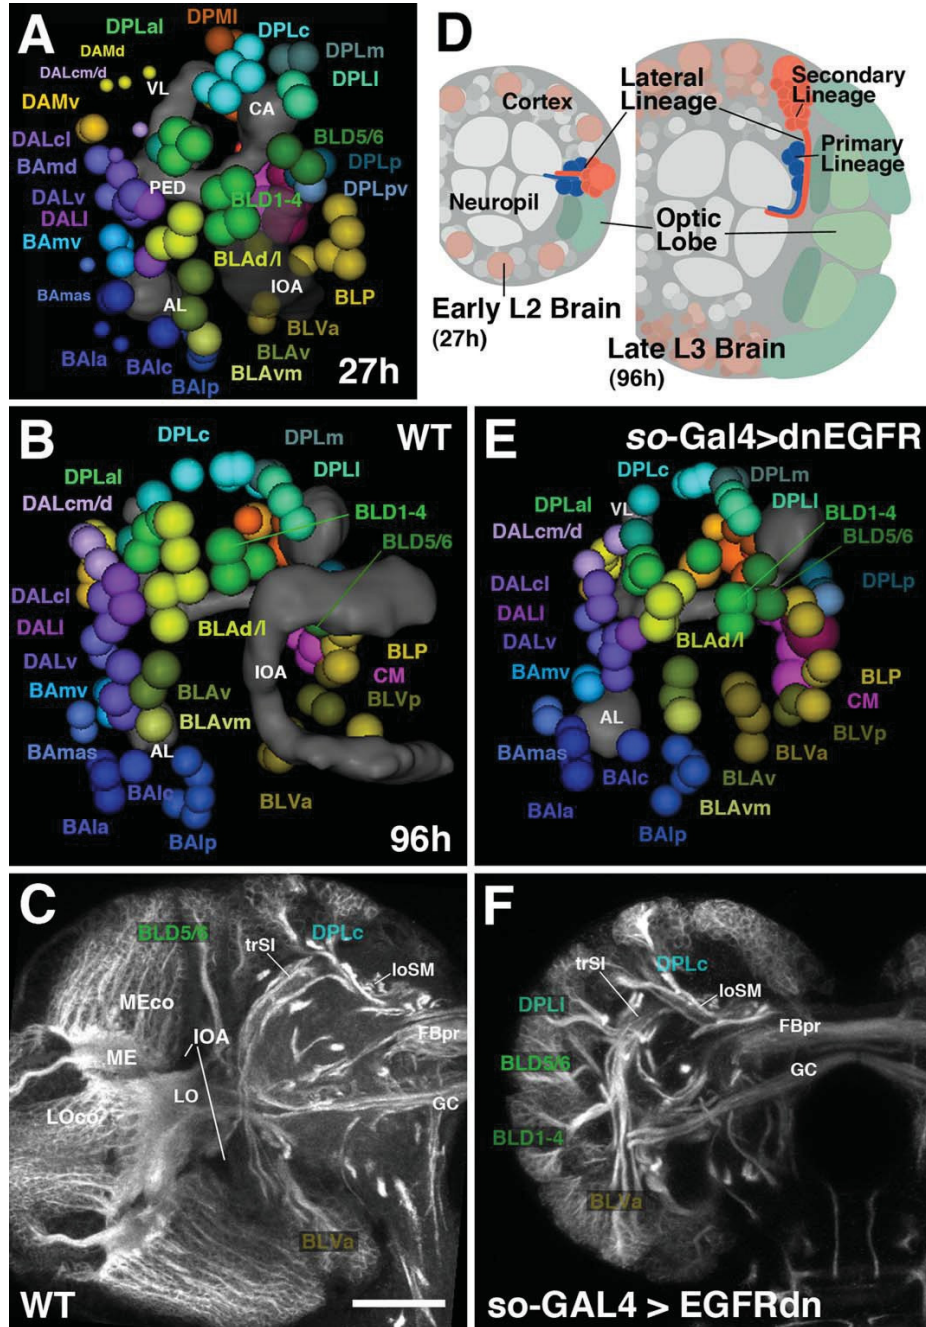 A
DPLal
DPMl
DPLc
DAMd
DPLm
DALcm/d
VL
DPLl
DAMv
CA
DALcl
BLD5/6
BAmd
DPLp
PED
DPLpv
DALv
BLD1-4
DALl
BAmv
BLAd/l
IOA
BAmas
AL
BLP
BLVa
BAla
BAlc
BLAv
27h
BAlp
BLAvm
D
Lateral
Lineage
Secondary
Lineage
Cortex
Primary
Lineage
Neuropil
Optic
Lobe
Early L2 Brain
(27h)
Late L3 Brain
(96h)
B
DPLc
WT
DPLm
DPLal
DPLl
DALcm/d
BLD1-4
BLD5/6
DALcl
DALl
BLAd/l
DALv
BLP
IOA
CM
BAmv
BLAv
BLVp
BLAvm
BAmas
AL
BAlc
BLVa
BAla
BAlp
96h
E
so-Gal4>dnEGFR
DPLc
DPLm
DPLal
DPLl
VL
BLD1-4
DALcm/d
BLD5/6
DALcl
DPLp
DALl
DALv
BLAd/l
BAmv
BLP
CM
AL
BLVp
BAmas
BLVa
BAlc
BLAv
BAla
BLAvm
BAlp
C
BLD5/6
DPLc
trSI
loSM
MEco
IOA
FBpr
ME
LO
LOco
GC
BLVa
WT
F
trSI
DPLc
loSM
DPLl
FBpr
BLD5/6
GC
BLD1-4
BLVa
so-GAL4 > EGFRdn